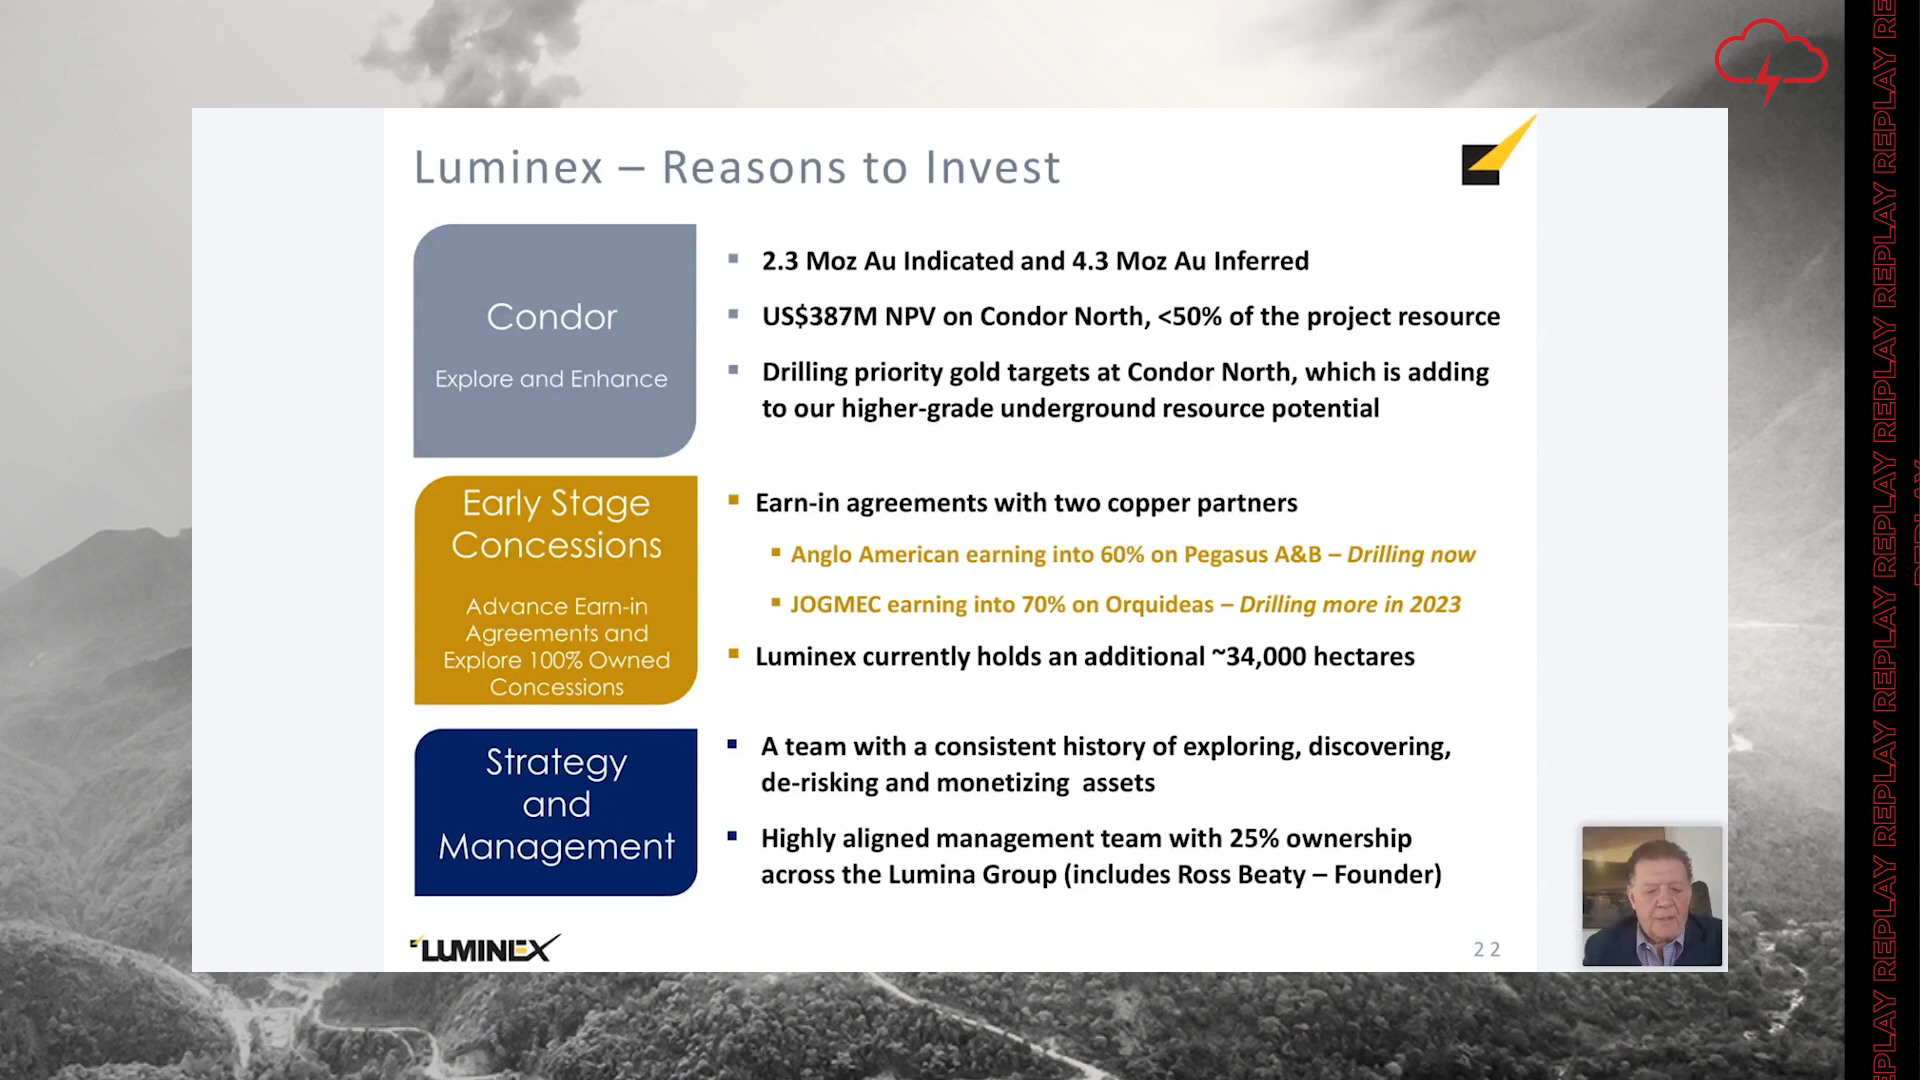 Luminex – Reasons to Invest
Condor
Explore and Enhance
2.3 Moz Au Indicated and 4.3 Moz Au Inferred
US$387M NPV on Condor North, <50% of the project resource
Drilling priority gold targets at Condor North, which is adding
to our higher-grade underground resource potential
Early Stage
Concessions
Advance Earn-in
Agreements and
Explore 100% Owned
Concessions
Earn-in agreements with two copper partners
Anglo American earning into 60% on Pegasus A&B – Drilling now
JOGMEC earning into 70% on Orquideas – Drilling more in 2023
Luminex currently holds an additional ~34,000 hectares
Strategy
and
Management
A team with a consistent history of exploring, discovering,
de-risking and monetizing assets
Highly aligned management team with 25% ownership
across the Lumina Group (includes Ross Beaty – Founder)
LUMINEX
22
REPLAY REPLAY REPLAY REPLAY REPLAY REPLAY REPLAY REPLAY REPLAY REPLAY REPLAY REPLAY